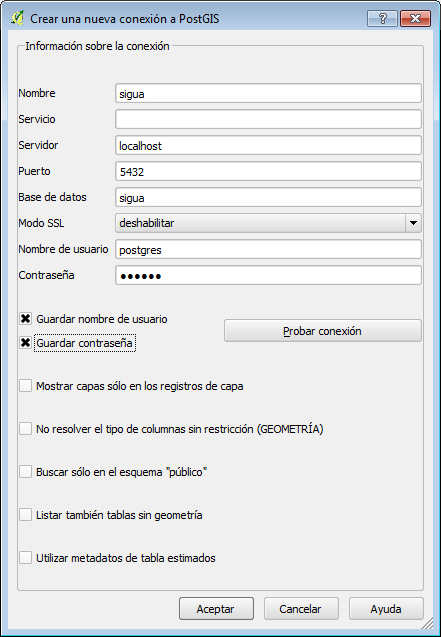 Crear una nueva conexión a PostGIS
Información sobre la conexión
Nombre sigua
Servicio
Servidor localhost
Puerto 5432
Base de datos sigua
Modo SSL deshabilitar
Nombre de usuario postgres
Contraseña ●●●●●●
Guardar nombre de usuario
Probar conexión
Guardar contraseña
Mostrar capas sólo en los registros de capa
No resolver el tipo de columnas sin restricción (GEOMETRÍA)
Buscar sólo en el esquema "público"
Listar también tablas sin geometría
Utilizar metadatos de tabla estimados
Aceptar Cancelar Ayuda